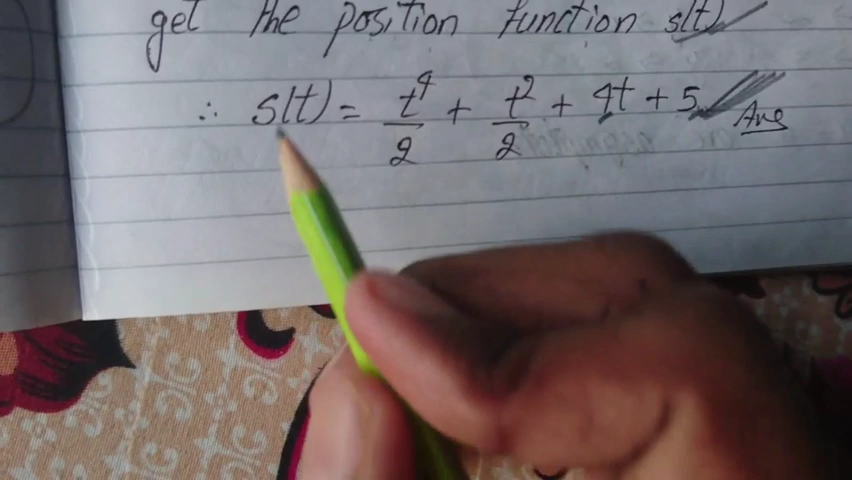 get the position function s(t)
∴ s(t) = t⁴/2 + t²/2 + 4t + 5 Ans